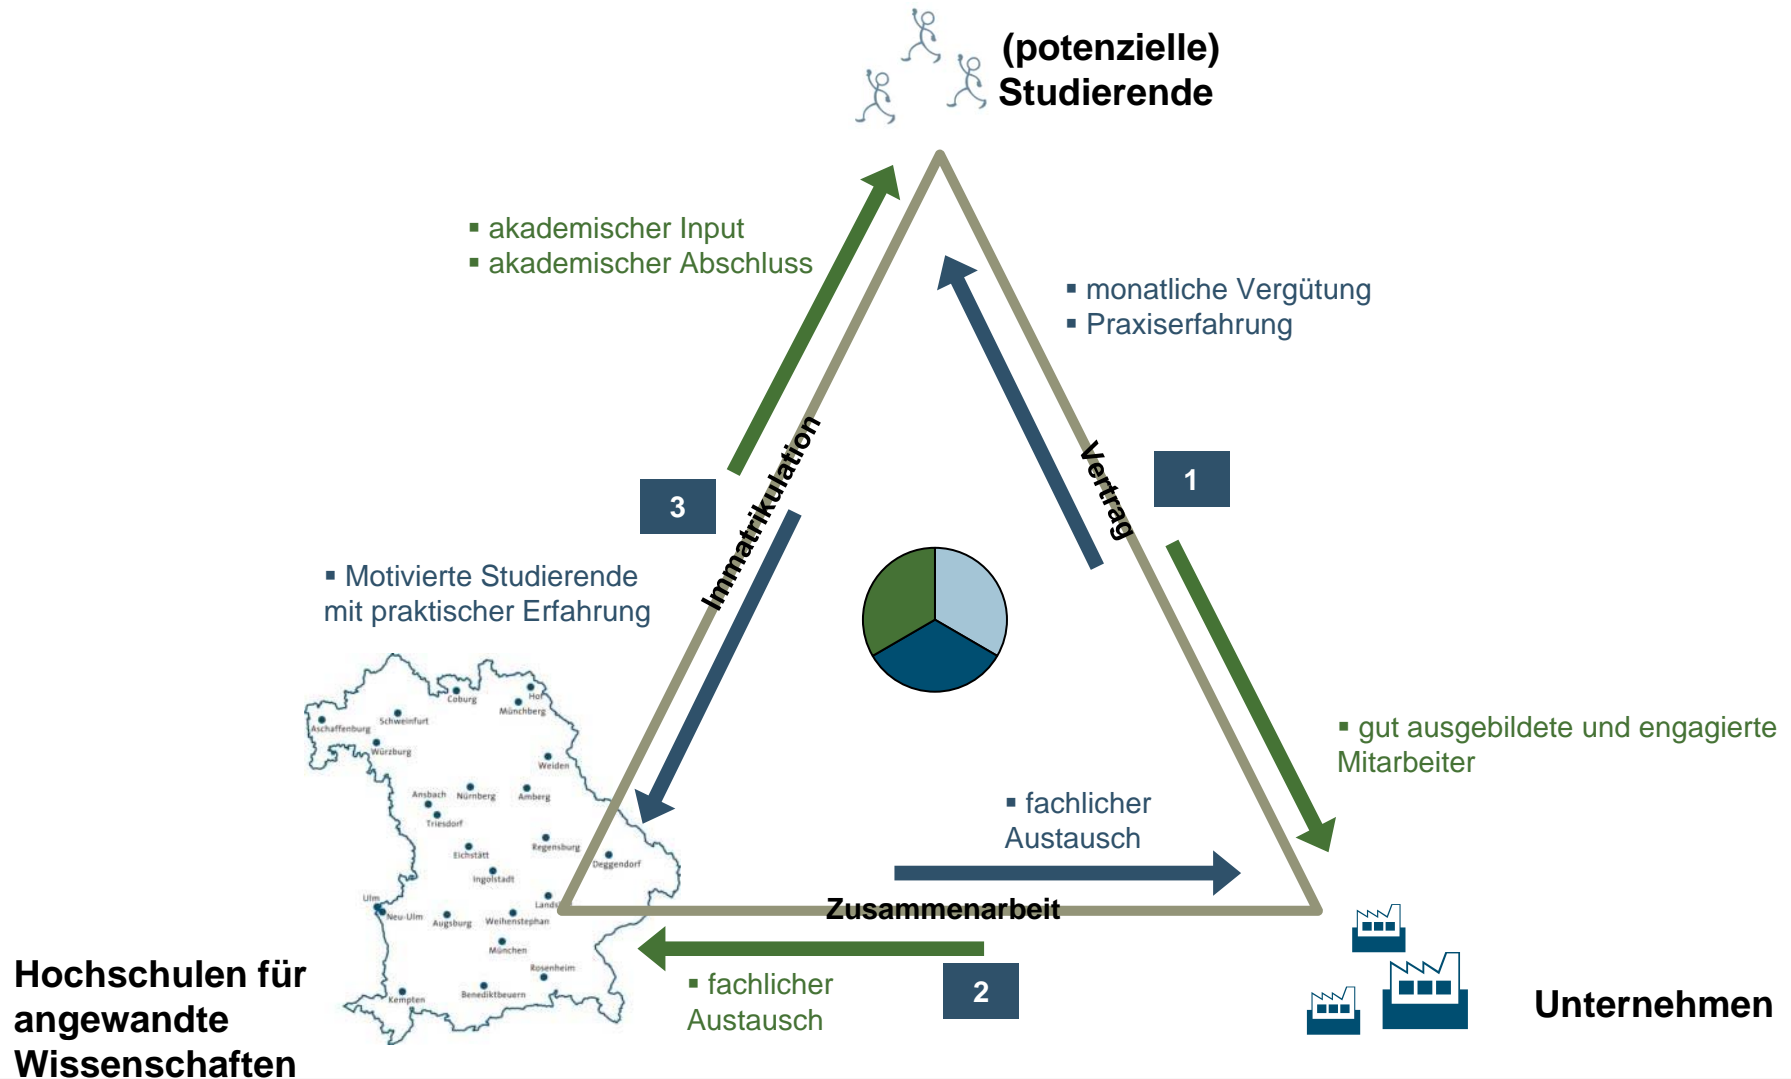 (potenzielle)
Studierende
▪ akademischer Input
▪ akademischer Abschluss
▪ monatliche Vergütung
▪ Praxiserfahrung
Immatrikulation
Vertrag
1
3
▪ Motivierte Studierende
mit praktischer Erfahrung
Hof
Coburg
Münchberg
Schweinfurt
Aschaffenburg
Würzburg
Weiden
Ansbach
Nürnberg
Amberg
Triesdorf
Regensburg
Eichstätt
Deggendorf
Ingolstadt
Ulm
Neu-Ulm
Augsburg
Weihenstephan
München
Rosenheim
Benediktbeuern
Kempten
▪ gut ausgebildete und engagierte
Mitarbeiter
▪ fachlicher
Austausch
Zusammenarbeit
▪ fachlicher
Austausch
2
Hochschulen für
angewandte
Wissenschaften
Unternehmen